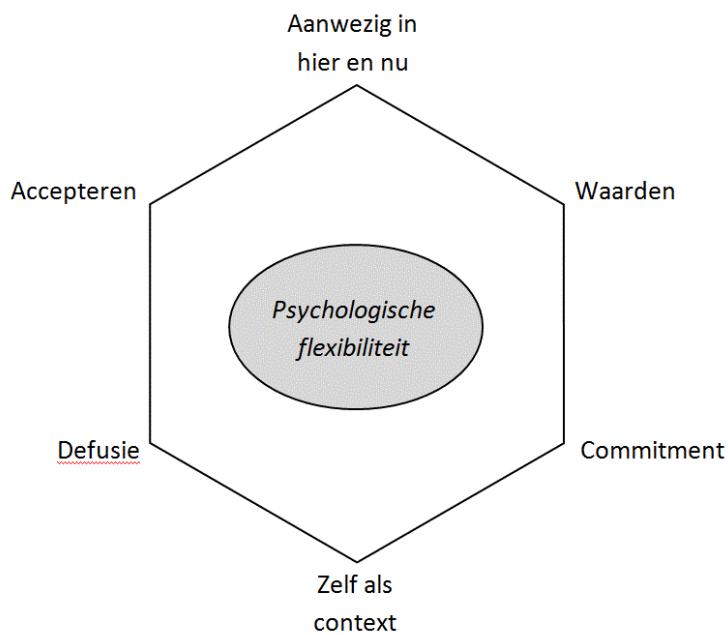 Aanwezig in
hier en nu
Accepteren
Waarden
Psychologische
flexibiliteit
Defusie
Commitment
Zelf als
context